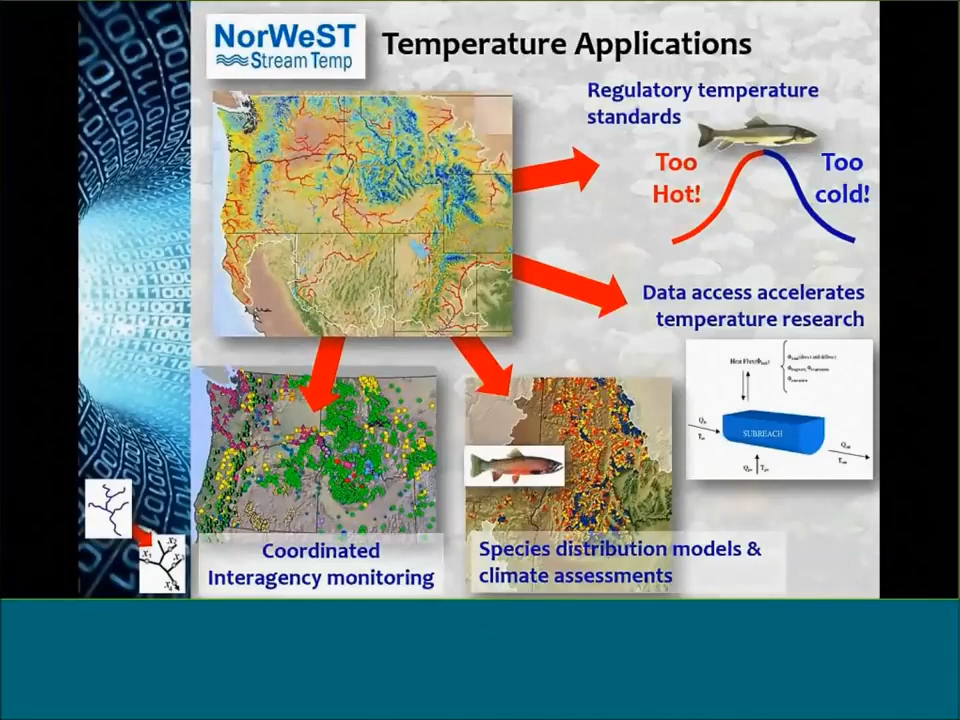 NorWeST
Stream Temp
Temperature Applications
Regulatory temperature
standards
Too
Hot!
Too
cold!
Data access accelerates
temperature research
SUBREACH
Coordinated
Interagency monitoring
Species distribution models &
climate assessments